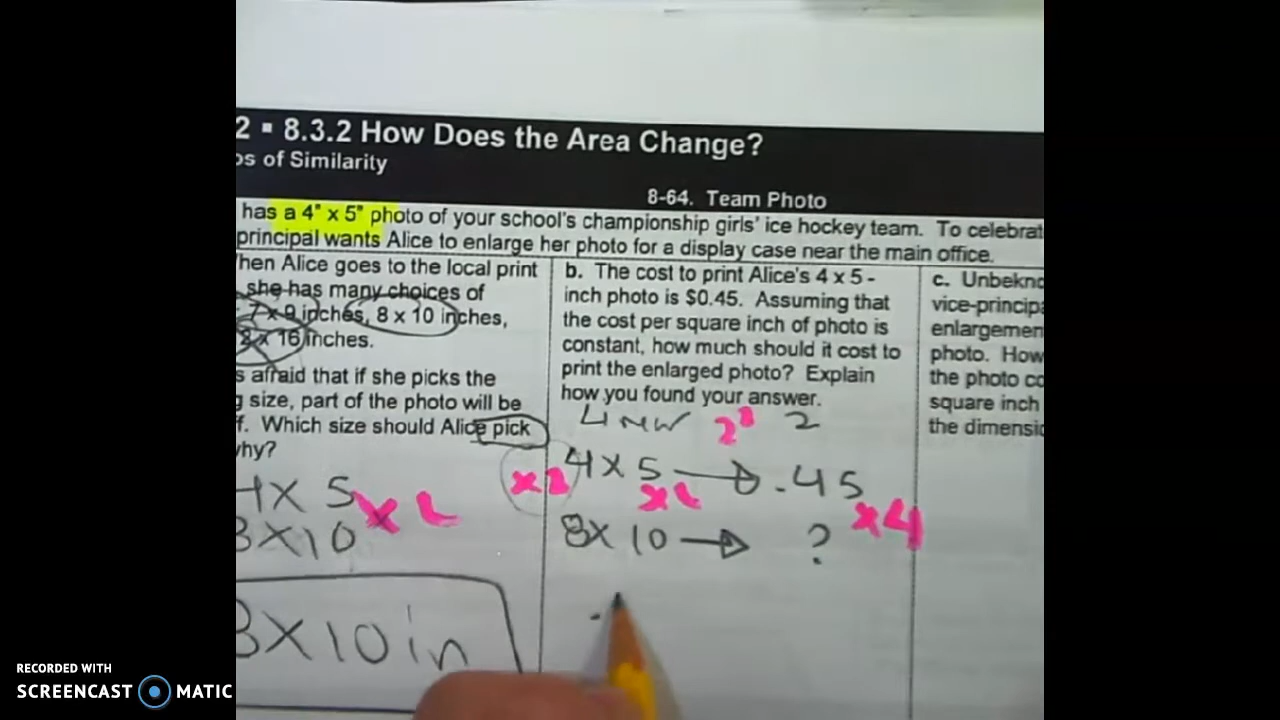 2 ▪ 8.3.2 How Does the Area Change?
os of Similarity
8-64. Team Photo
has a 4" x 5" photo of your school's championship girls' ice hockey team. To celebrat
principal wants Alice to enlarge her photo for a display case near the main office.
hen Alice goes to the local print
she has many choices of
7 x 9 inches, 8 x 10 inches,
2 x 16 inches.
s afraid that if she picks the
g size, part of the photo will be
f. Which size should Alice pick
why?
4 x 5 x
8 x 10
8 x 10 in
b. The cost to print Alice's 4 x 5 -
inch photo is $0.45. Assuming that
the cost per square inch of photo is
constant, how much should it cost to
print the enlarged photo? Explain
how you found your answer.
2
x 2 4 x 5 → .45
x x 4
8 x 10 → ?
c. Unbekno
vice-principa
enlargemen
photo. How
the photo co
square inch
the dimensio
RECORDED WITH
SCREENCAST MATIC